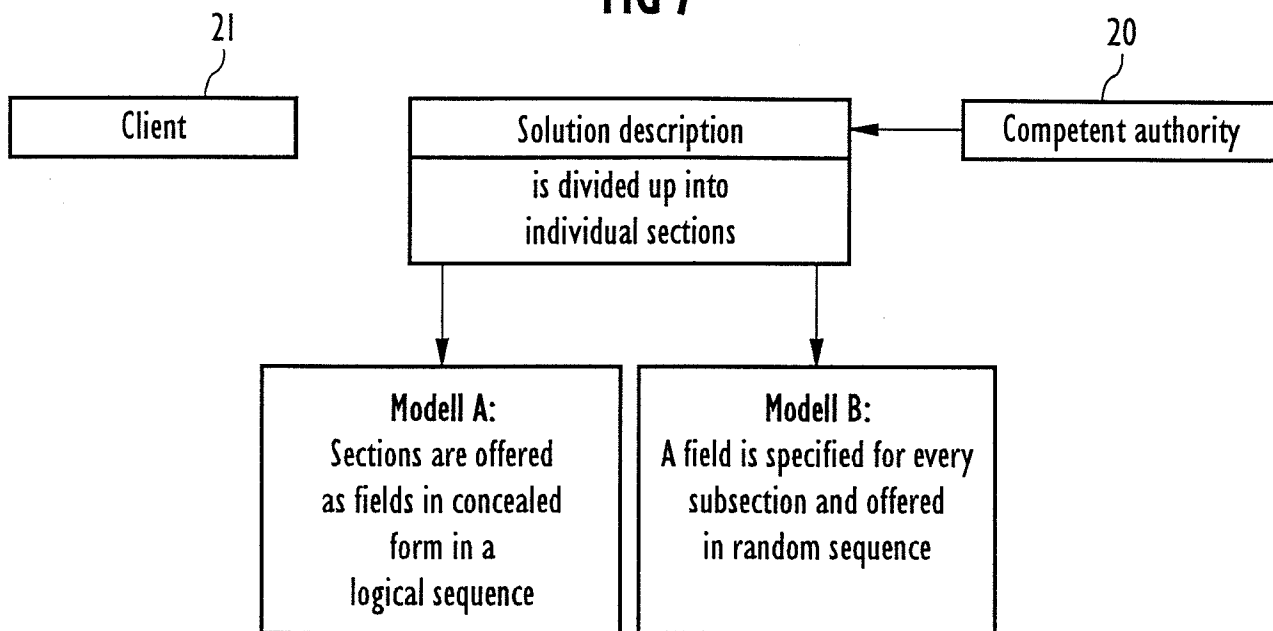 FIG 7
21
20
Client
Solution description
Competent authority
is divided up into
individual sections
Modell A:
Sections are offered
as fields in concealed
form in a
logical sequence
Modell B:
A field is specified for every
subsection and offered
in random sequence